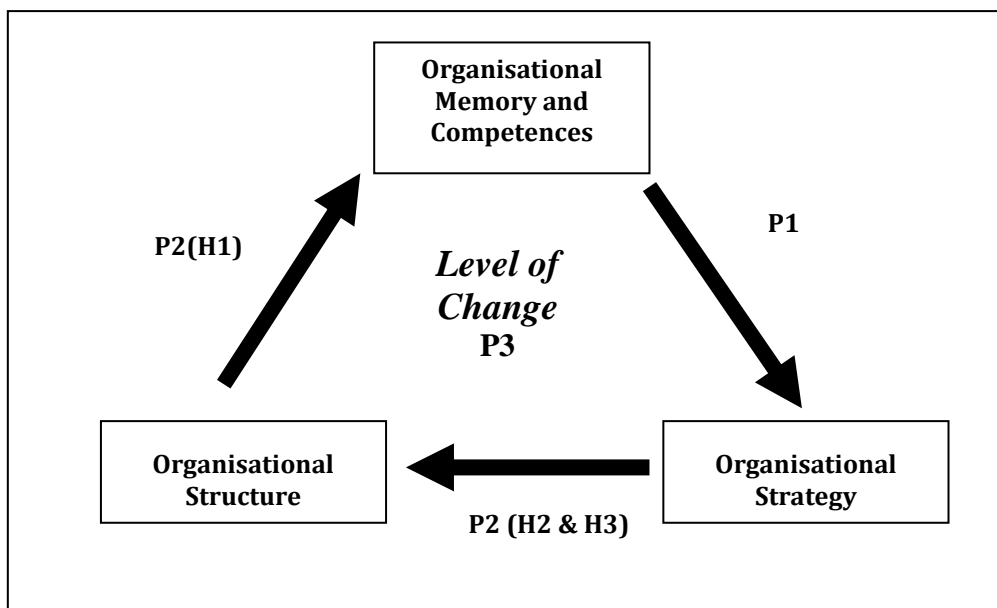 Organisational
Memory and
Competences
P1
P2(H1)
Level of
Change
P3
Organisational
Structure
Organisational
Strategy
P2 (H2 & H3)